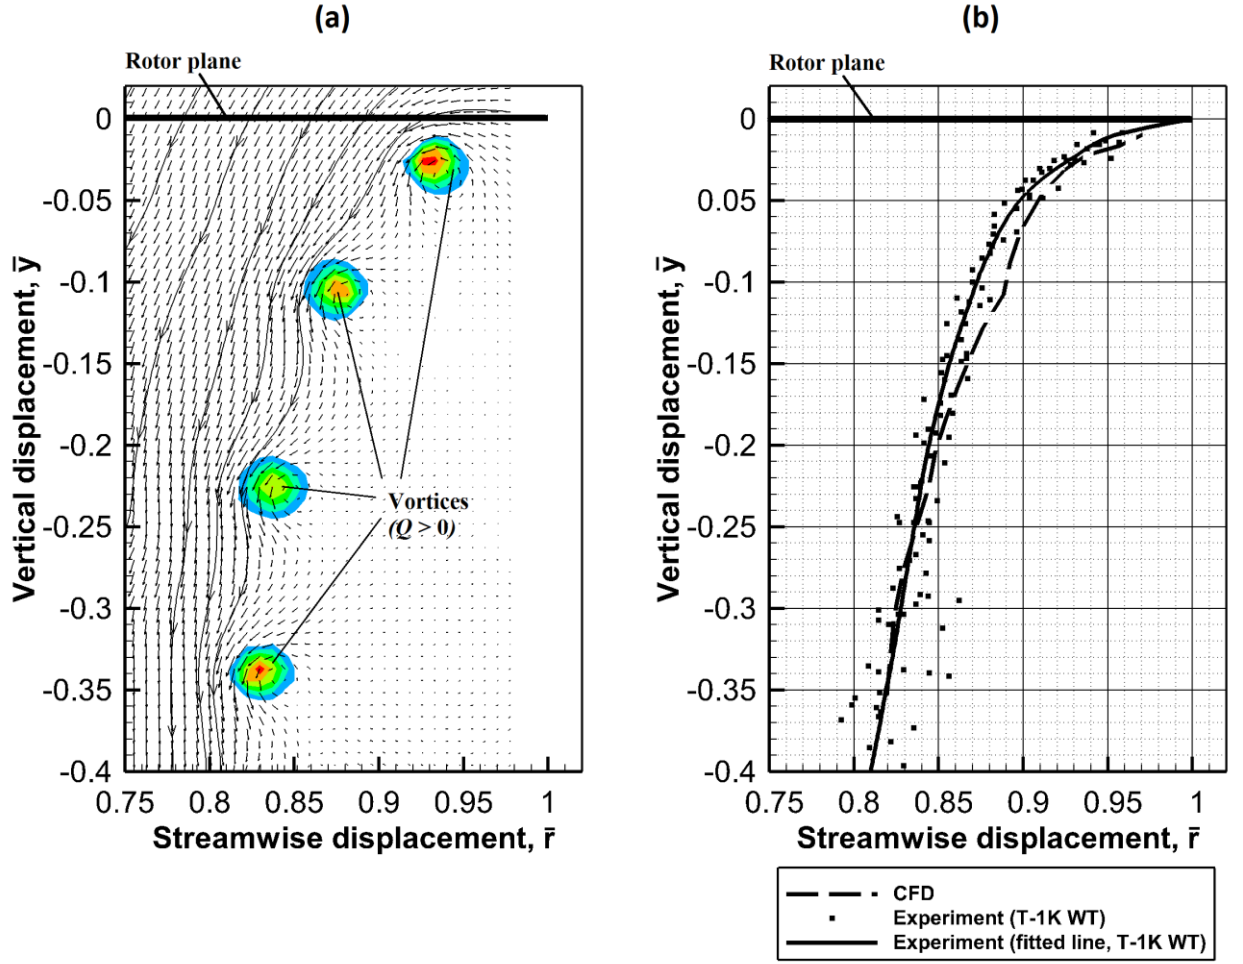 (a)
Rotor plane
0
-0.05
-0.1
-0.15
-0.2
-0.25
-0.3
-0.35
-0.4
Vertical displacement, y̅
Vortices
(Q > 0)
0.75 0.8 0.85 0.9 0.95 1
Streamwise displacement, r̅
(b)
Rotor plane
0
0.05
-0.1
-0.15
-0.2
-0.25
-0.3
-0.35
-0.4
Vertical displacement, y̅
0.75 0.8 0.85 0.9 0.95 1
Streamwise displacement, r̅
CFD
Experiment (T-1K WT)
Experiment (fitted line, T-1K WT)